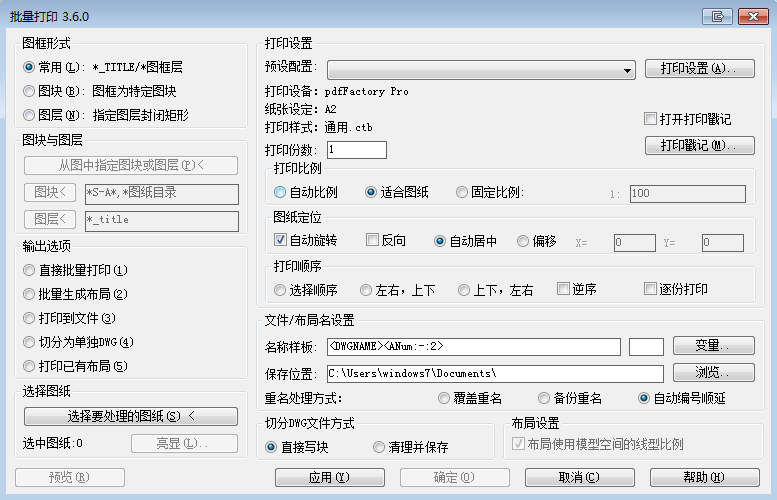 批量打印 3.6.0
图框形式
常用(L): *_TITLE/*图框层
图块(B): 图框为特定图块
图层(N): 指定图层封闭矩形
图块与图层
从图中指定图块或图层(P)<
图块< *S-A*,*图纸目录
图层< *_title
输出选项
直接批量打印(1)
批量生成布局(2)
打印到文件(3)
切分为单独DWG(4)
打印已有布局(5)
选择图纸
选择要处理的图纸(S) <
选中图纸:0 亮显(L)..
预览(R)
打印设置
预设配置: 打印设置(A)..
打印设备: pdfFactory Pro
纸张设定: A2
打印样式: 通用.ctb
打开打印戳记
打印份数: 1 打印戳记(M)..
打印比例
自动比例 适合图纸 固定比例: 1: 100
图纸定位
自动旋转 反向 自动居中 偏移 X= 0 Y= 0
打印顺序
选择顺序 左右，上下 上下，左右 逆序 逐份打印
文件/布局名设置
名称样板: <DWGNAME><ANum:-:2> 变量..
保存位置: C:\Users\windows7\Documents\ 浏览..
重名处理方式: 覆盖重名 备份重名 自动编号顺延
切分DWG文件方式
直接写块 清理并保存
布局设置
布局使用模型空间的线型比例
应用(Y) 确定(O) 取消(C) 帮助(H)